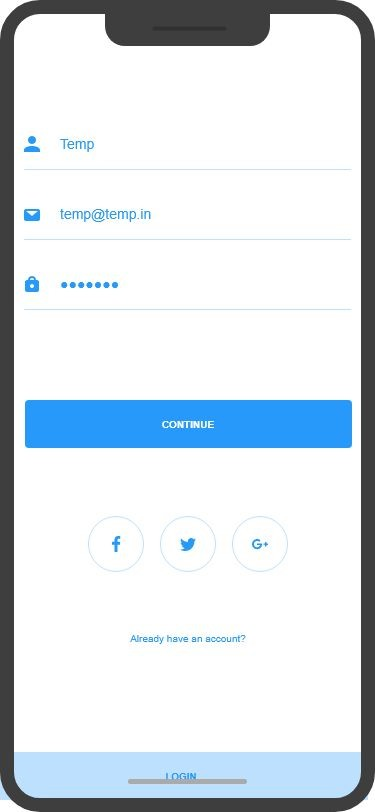 Temp
temp@temp.in
●●●●●●●
CONTINUE
f
G+
Already have an account?
LOGIN